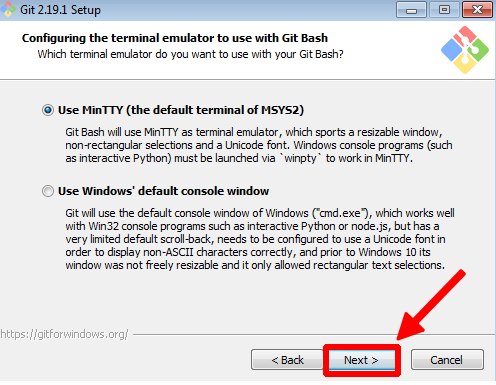 Git 2.19.1 Setup
Configuring the terminal emulator to use with Git Bash
Which terminal emulator do you want to use with your Git Bash?
Use MinTTY (the default terminal of MSYS2)
Git Bash will use MinTTY as terminal emulator, which sports a resizable window,
non-rectangular selections and a Unicode font. Windows console programs (such
as interactive Python) must be launched via `winpty` to work in MinTTY.
Use Windows' default console window
Git will use the default console window of Windows ("cmd.exe"), which works well
with Win32 console programs such as interactive Python or node.js, but has a
very limited default scroll-back, needs to be configured to use a Unicode font in
order to display non-ASCII characters correctly, and prior to Windows 10 its
window was not freely resizable and it only allowed rectangular text selections.
https://gitforwindows.org/
< Back
Next >
Cancel